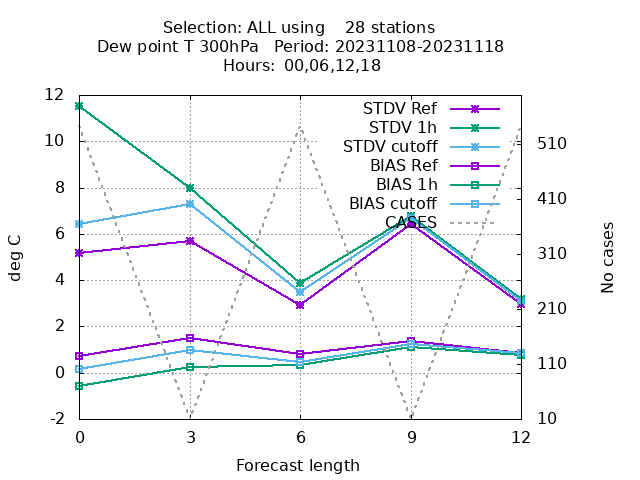 Selection: ALL using    28 stations
Dew point T 300hPa   Period: 20231108-20231118
Hours: 00,06,12,18
12
10
8
6
4
2
0
-2
deg C
STDV Ref
STDV 1h
STDV cutoff
BIAS Ref
BIAS 1h
BIAS cutoff
CASES
510
410
310
210
110
10
No cases
0 3 6 9 12
Forecast length